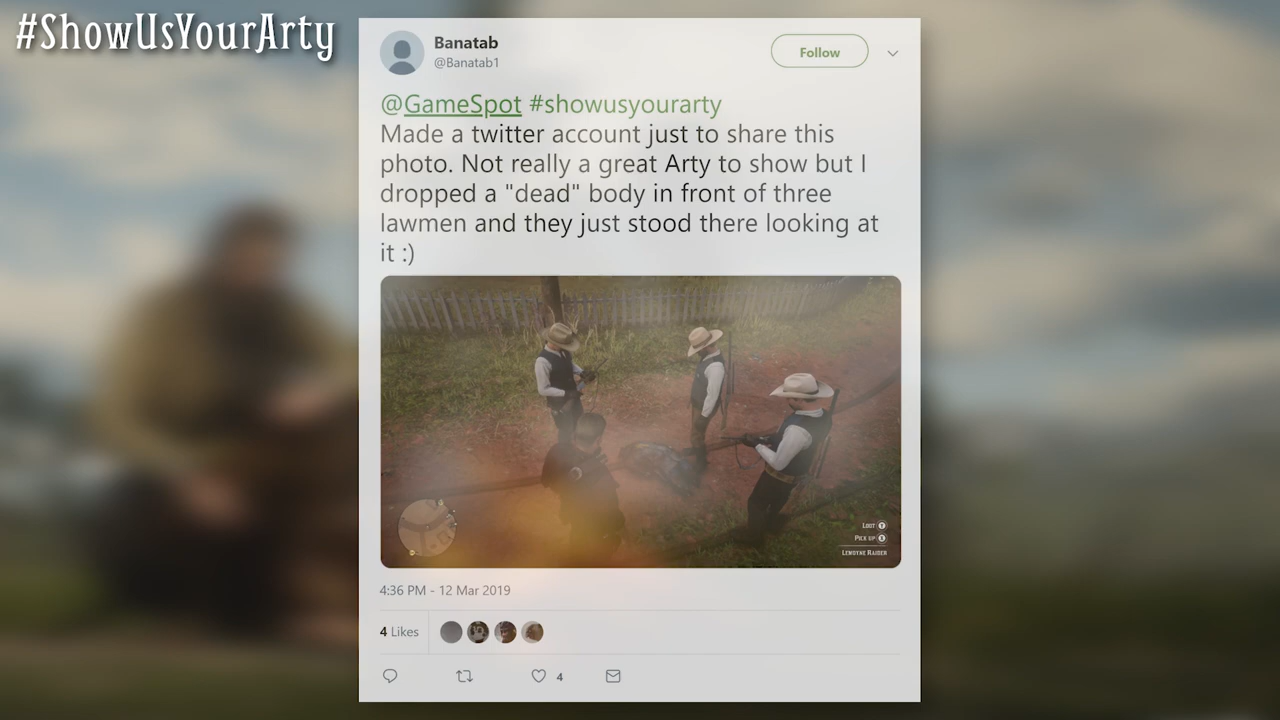 #ShowUsYourArty
Banatab
@Banatab1
Follow
@GameSpot #showusyourarty
Made a twitter account just to share this
photo. Not really a great Arty to show but I
dropped a "dead" body in front of three
lawmen and they just stood there looking at
it :)
LOOT Y
PICK UP X
LEMOYNE RAIDER
4:36 PM - 12 Mar 2019
4 Likes
4